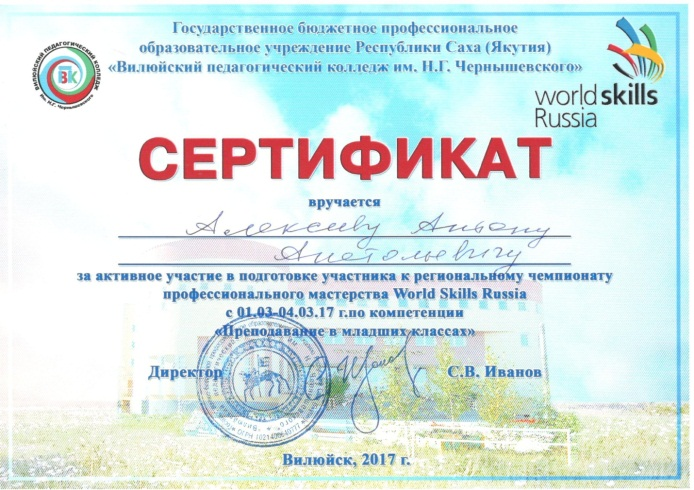 Государственное бюджетное профессиональное
образовательное учреждение Республики Саха (Якутия)
«Вилюйский педагогический колледж им. Н.Г. Чернышевского»
ВИЛЮЙСКИЙ ПЕДАГОГИЧЕСКИЙ КОЛЛЕДЖ
ВПК
им. Н.Г. Чернышевского
worldskills
Russia
СЕРТИФИКАТ
вручается
Алексееву Антону
Анатольевичу
за активное участие в подготовке участника к региональному чемпионату
профессионального мастерства World Skills Russia
с 01.03-04.03.17 г.по компетенции
«Преподавание в младших классах»
Директор
С.В. Иванов
Вилюйск, 2017 г.